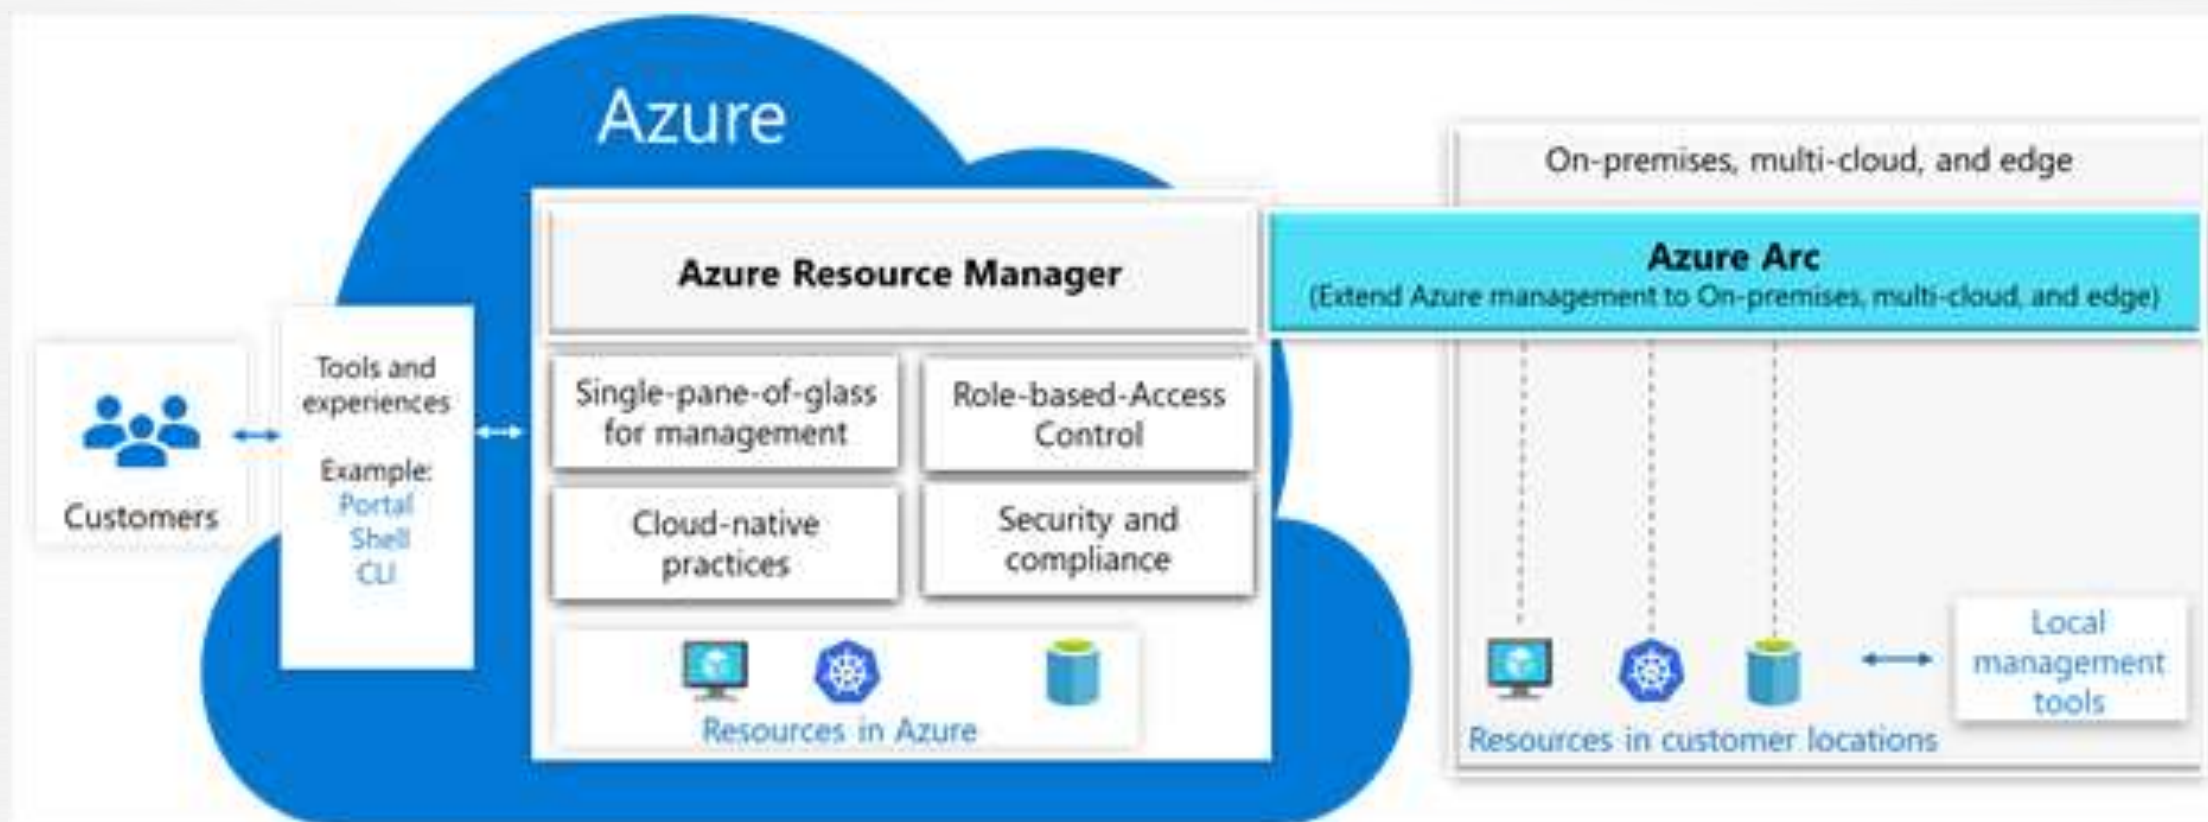 Azure
On-premises, multi-cloud, and edge
Azure Resource Manager
Azure Arc
(Extend Azure management to On-premises, multi-cloud, and edge)
Customers
Tools and
experiences
Example:
Portal
Shell
CLI
Single-pane-of-glass
for management
Role-based-Access
Control
Cloud-native
practices
Security and
compliance
Resources in Azure
Resources in customer locations
Local
management
tools